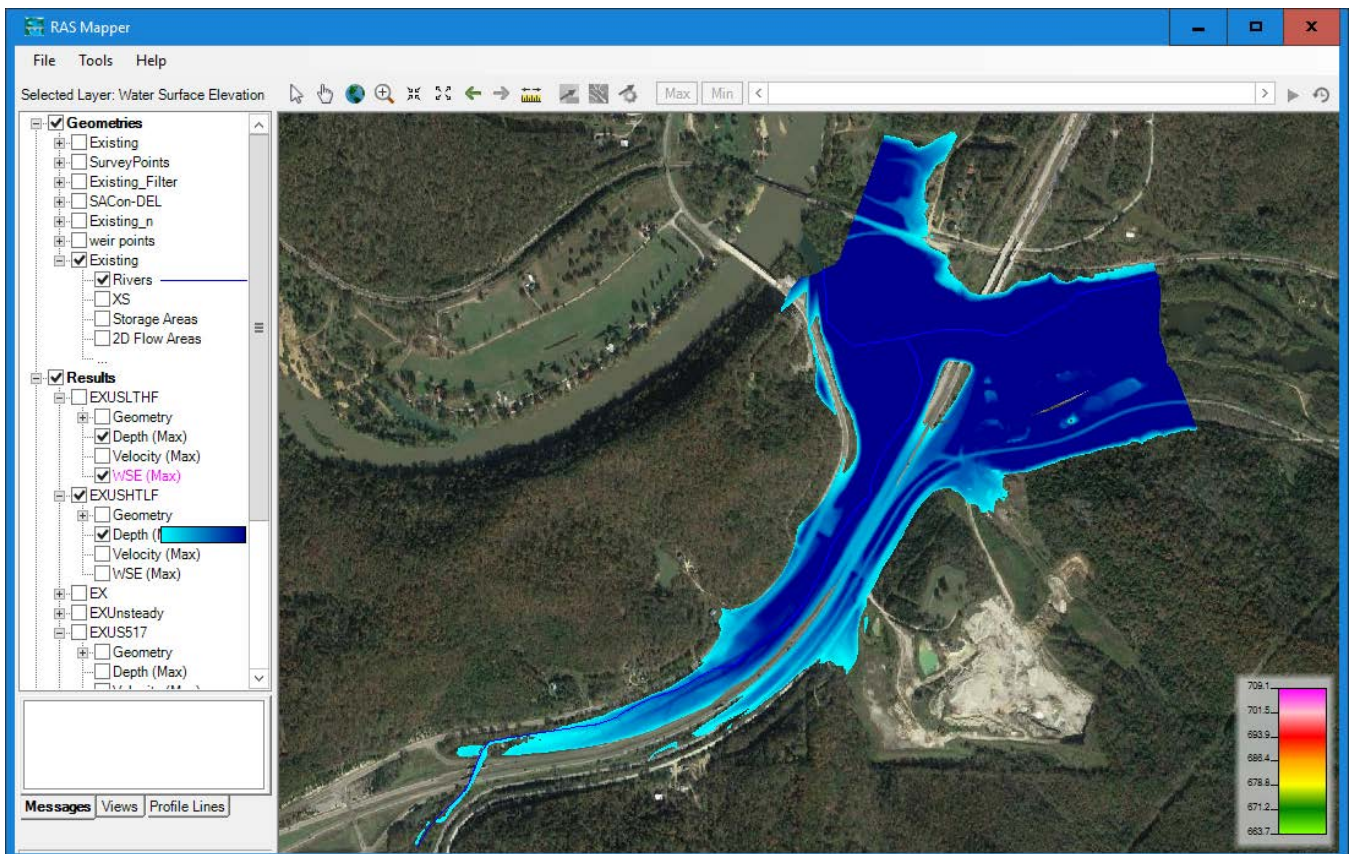 RAS Mapper
File Tools Help
Selected Layer: Water Surface Elevation Max Min
Geometries
Existing
SurveyPoints
Existing_Filter
SACon-DEL
Existing_n
weir points
Existing
Rivers
XS
Storage Areas
2D Flow Areas
...
Results
EXUSLTHF
Geometry
Depth (Max)
Velocity (Max)
WSE (Max)
EXUSHTLF
Geometry
Depth (
Velocity (Max)
WSE (Max)
EX
EXUnsteady
EXUS517
Geometry
Depth (Max)
Messages Views Profile Lines
709.1
701.5
693.9
686.4
678.8
671.2
663.7